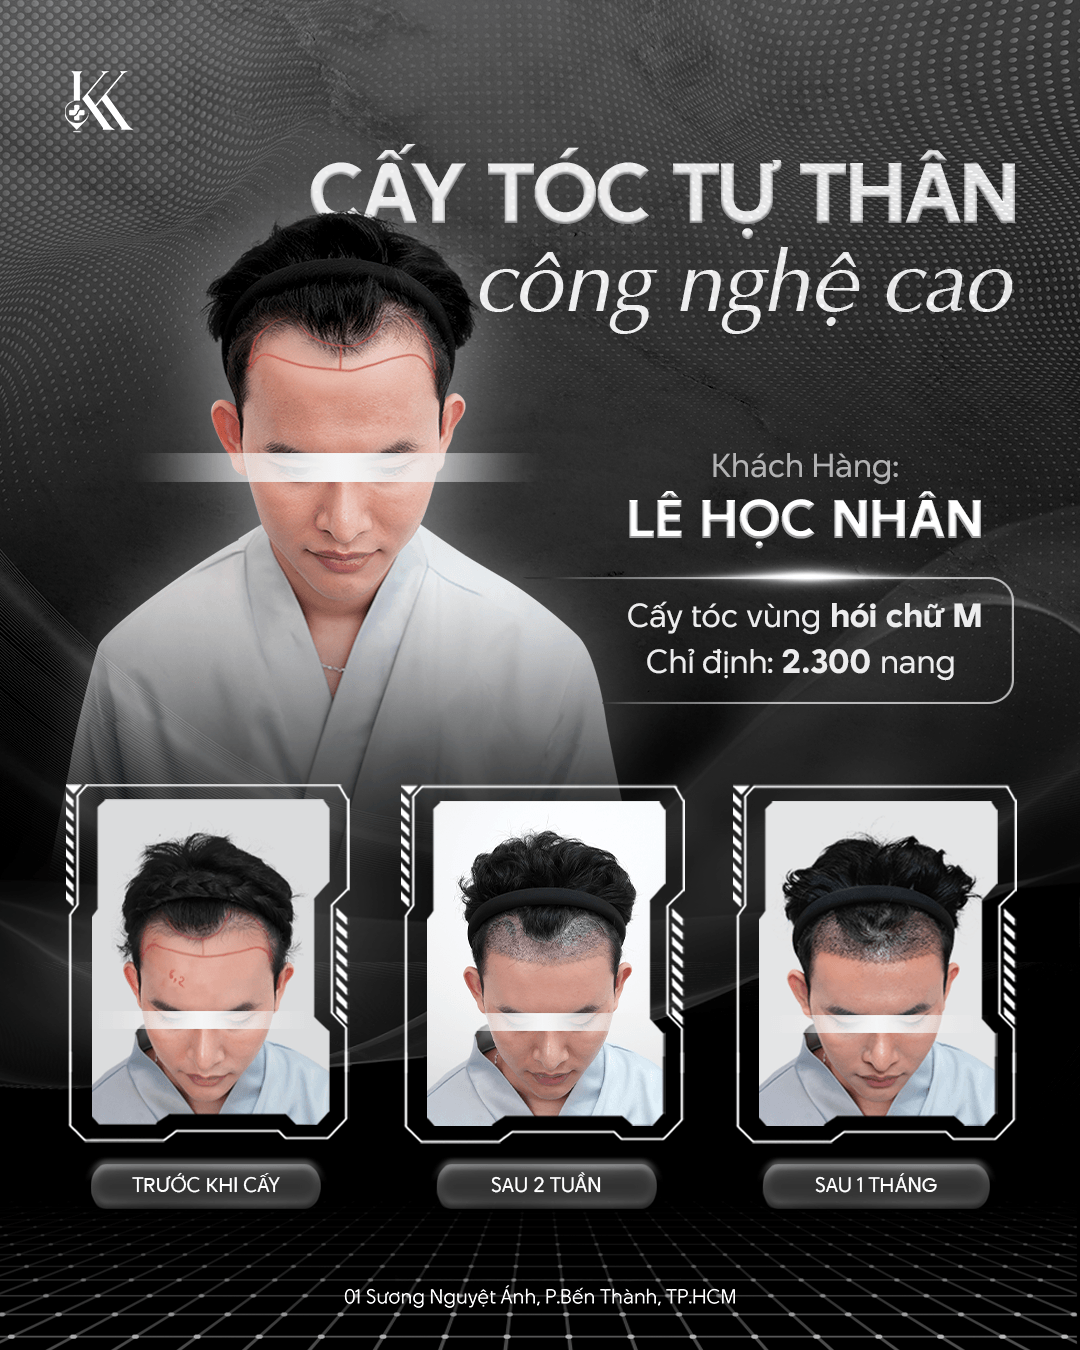 KK
CẤY TÓC TỰ THÂN
công nghệ cao
Khách Hàng:
LÊ HỌC NHÂN
Cấy tóc vùng hói chữ M
Chỉ định: 2.300 nang
TRƯỚC KHI CẤY
SAU 2 TUẦN
SAU 1 THÁNG
01 Sương Nguyệt Ánh, P.Bến Thành, TP.HCM